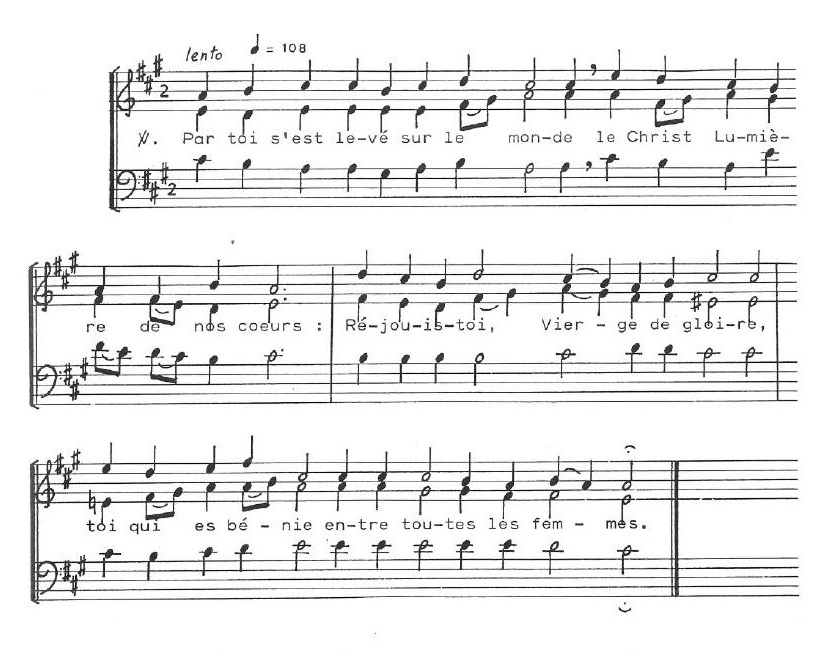 lento ♩ = 108
2
℣. Par toi s'est le-vé sur le mon-de le Christ Lu-miè-
2
re de nos coeurs : Ré-jou-is-toi, Vier - ge de gloi-re,
toi qui es bé - nie en-tre tou-tes les fem - mes.